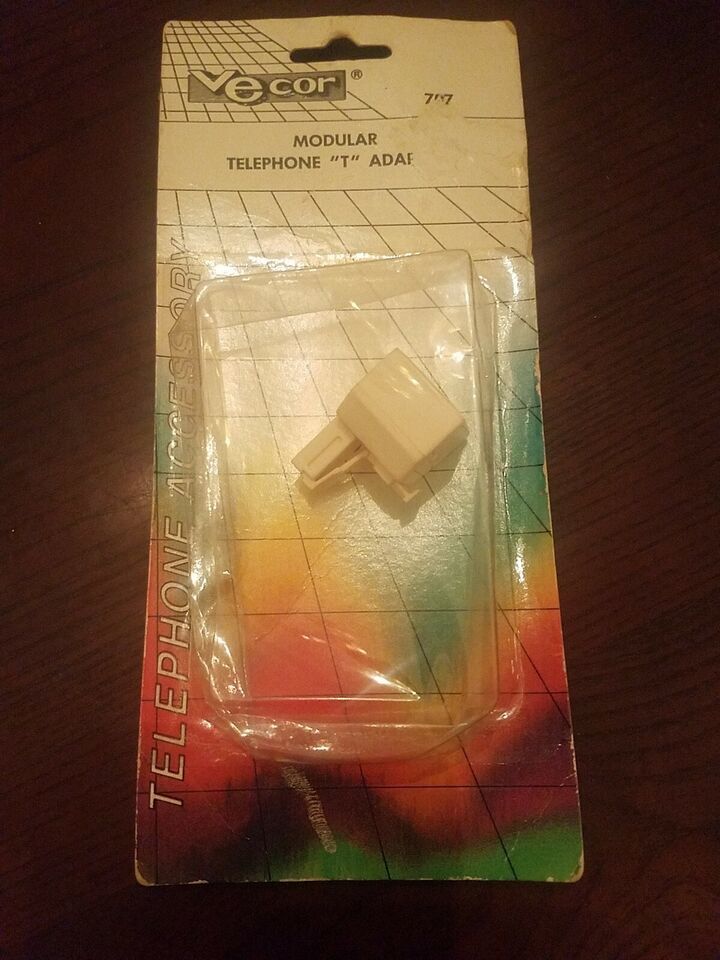 Vecor®
MODULAR
TELEPHONE "T" ADAP
TELEPHONE ACCESSORY